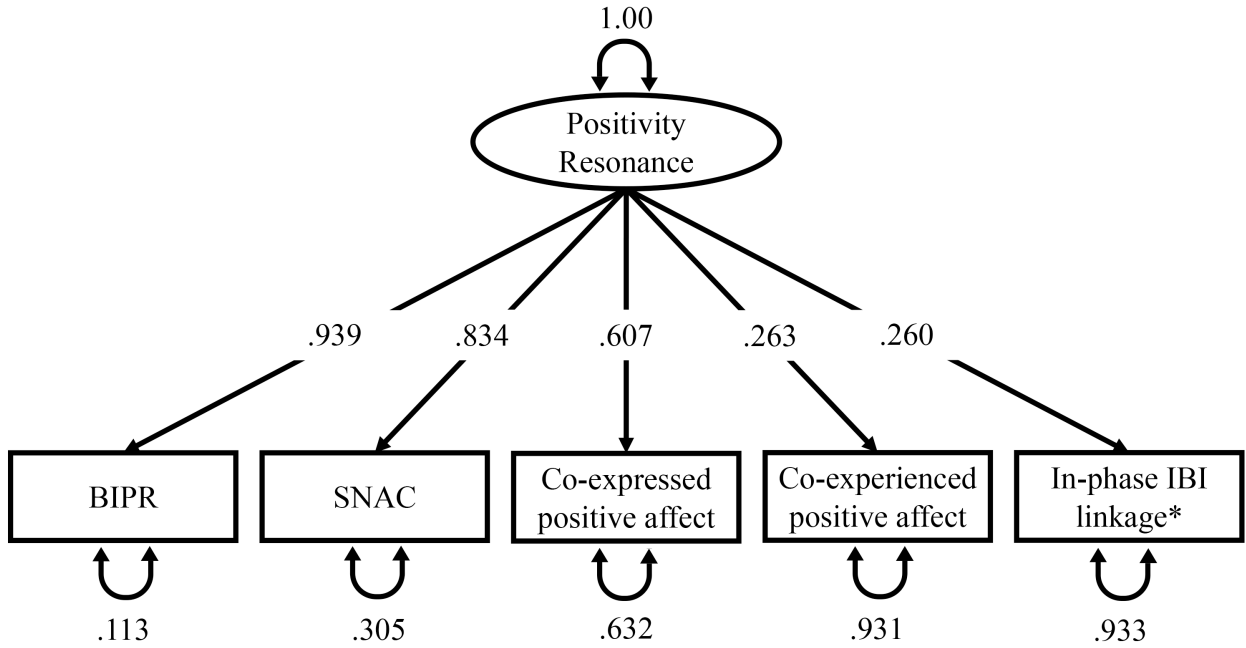 1.00
Positivity
Resonance
.939
.834
.607
.263
.260
BIPR
SNAC
Co-expressed
positive affect
Co-experienced
positive affect
In-phase IBI
linkage*
.113
.305
.632
.931
.933